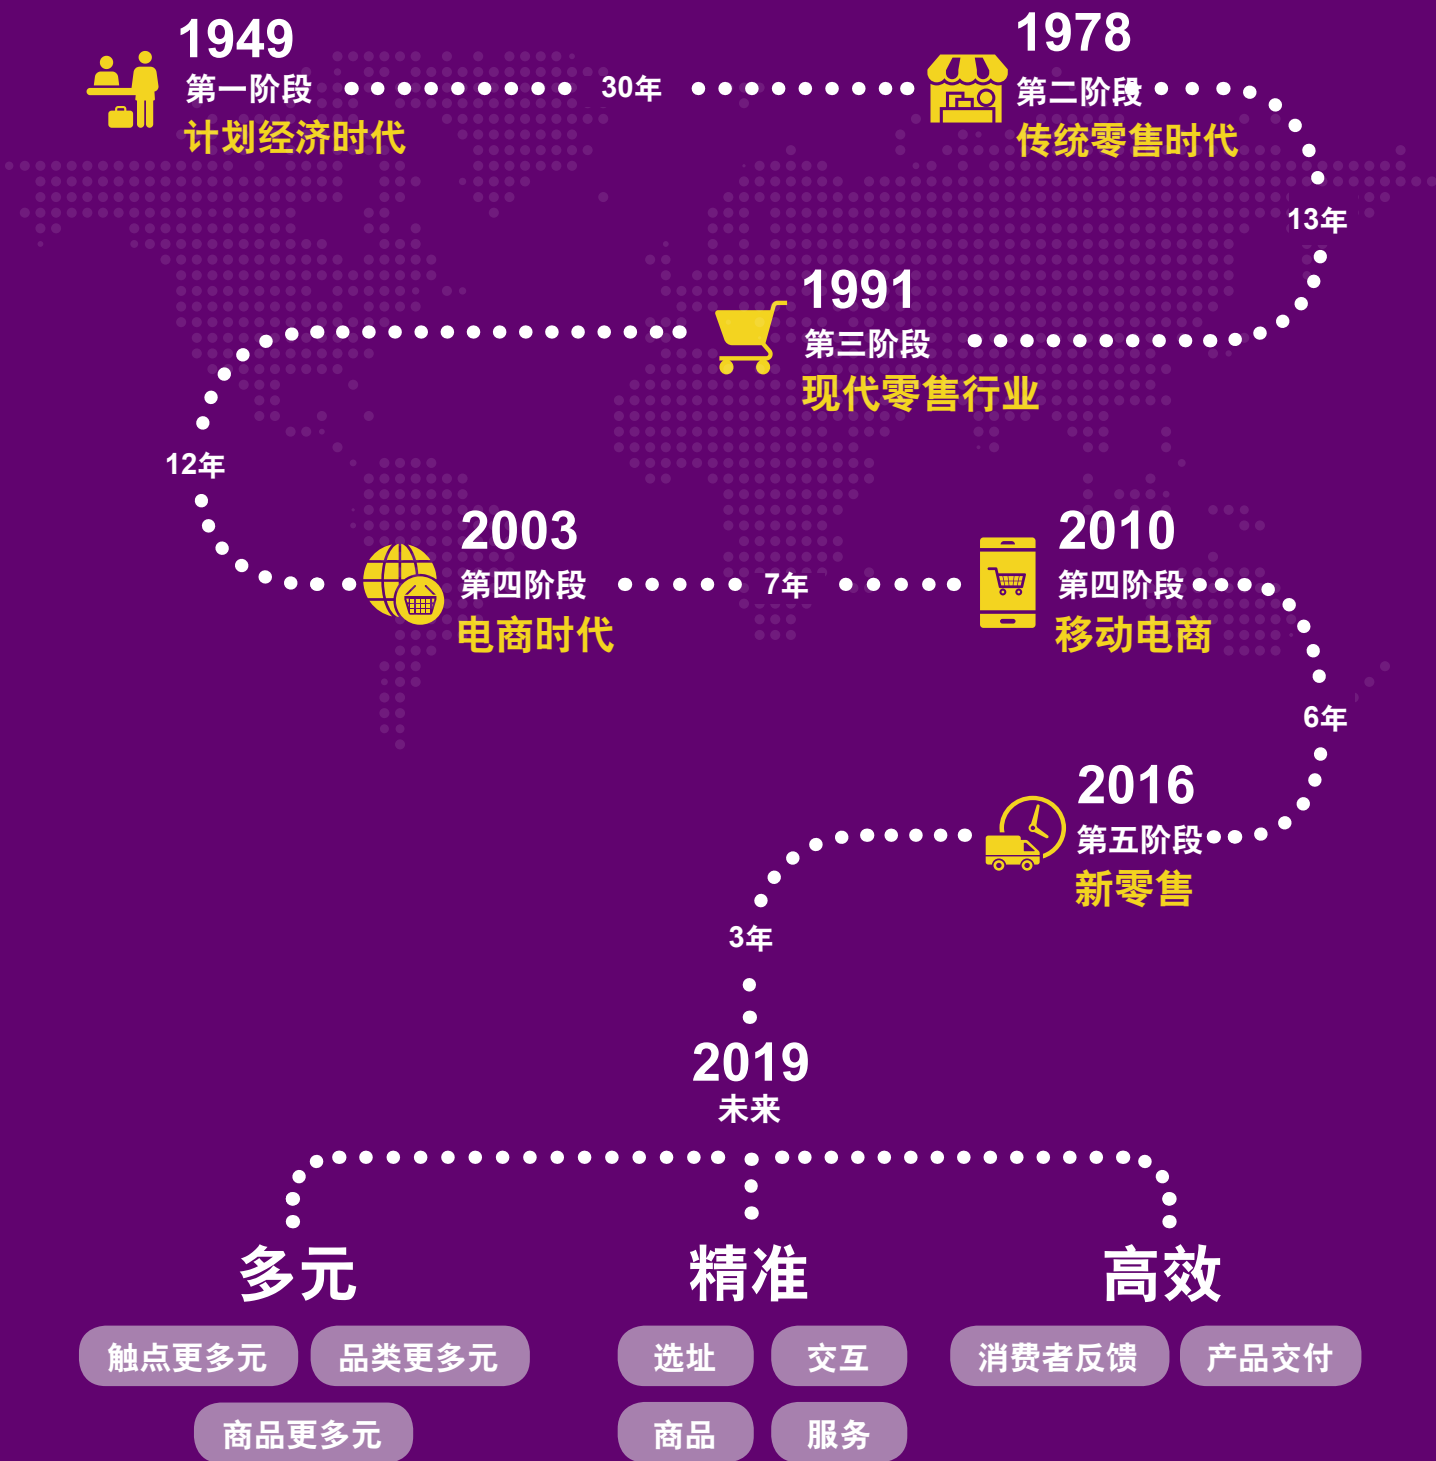 1949
第一阶段
计划经济时代
30年
1978
第二阶段
传统零售时代
13年
1991
第三阶段
现代零售行业
12年
2003
第四阶段
电商时代
7年
2010
第四阶段
移动电商
6年
2016
第五阶段
新零售
3年
2019
未来
多元
精准
高效
触点更多元
品类更多元
选址
交互
消费者反馈
产品交付
商品更多元
商品
服务